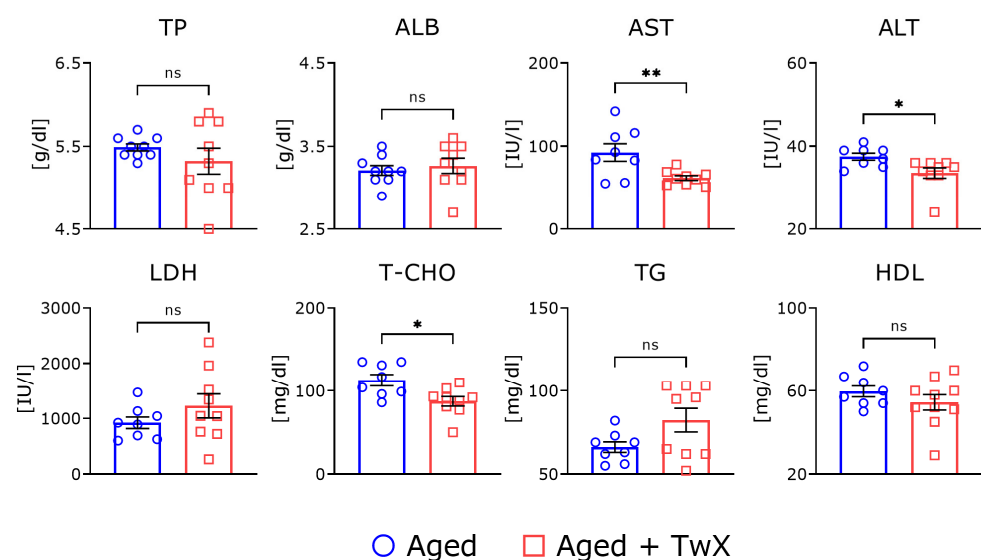 TP
ALB
AST
ALT
6.5
5.5
4.5
[g/dl]
ns
4.5
3.5
2.5
[g/dl]
ns
200
100
0
[IU/l]
**
60
40
20
[IU/l]
*
LDH
T-CHO
TG
HDL
3000
2000
1000
0
[IU/l]
ns
200
100
0
[mg/dl]
*
150
100
50
[mg/dl]
ns
100
60
20
[mg/dl]
ns
Aged
Aged + TwX